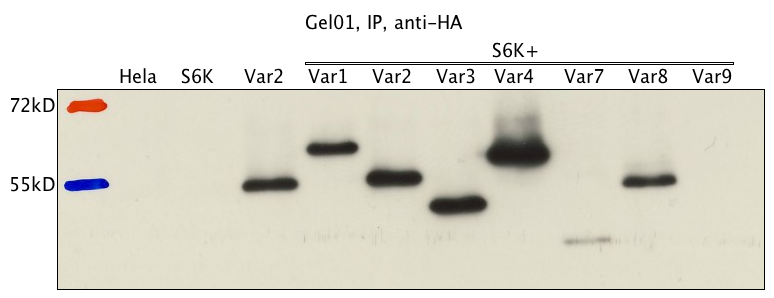 Gel01, IP, anti-HA
S6K+
Hela S6K Var2 Var1 Var2 Var3 Var4 Var7 Var8 Var9
72kD
55kD